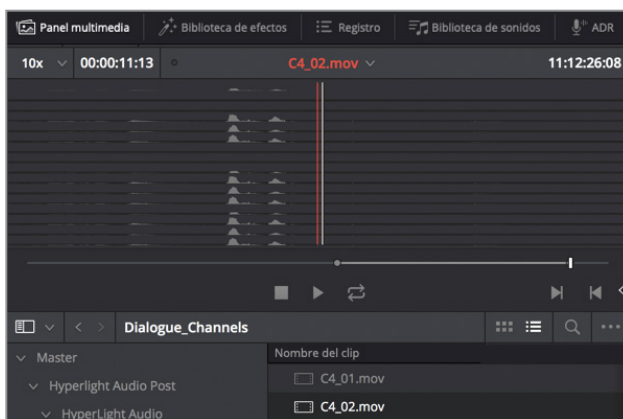 Panel multimedia Biblioteca de efectos Registro Biblioteca de sonidos ADR
10x 00:00:11:13 C4_02.mov 11:12:26:08
Dialogue_Channels
Master Nombre del clip
Hyperlight Audio Post C4_01.mov
HyperLight Audio C4_02.mov